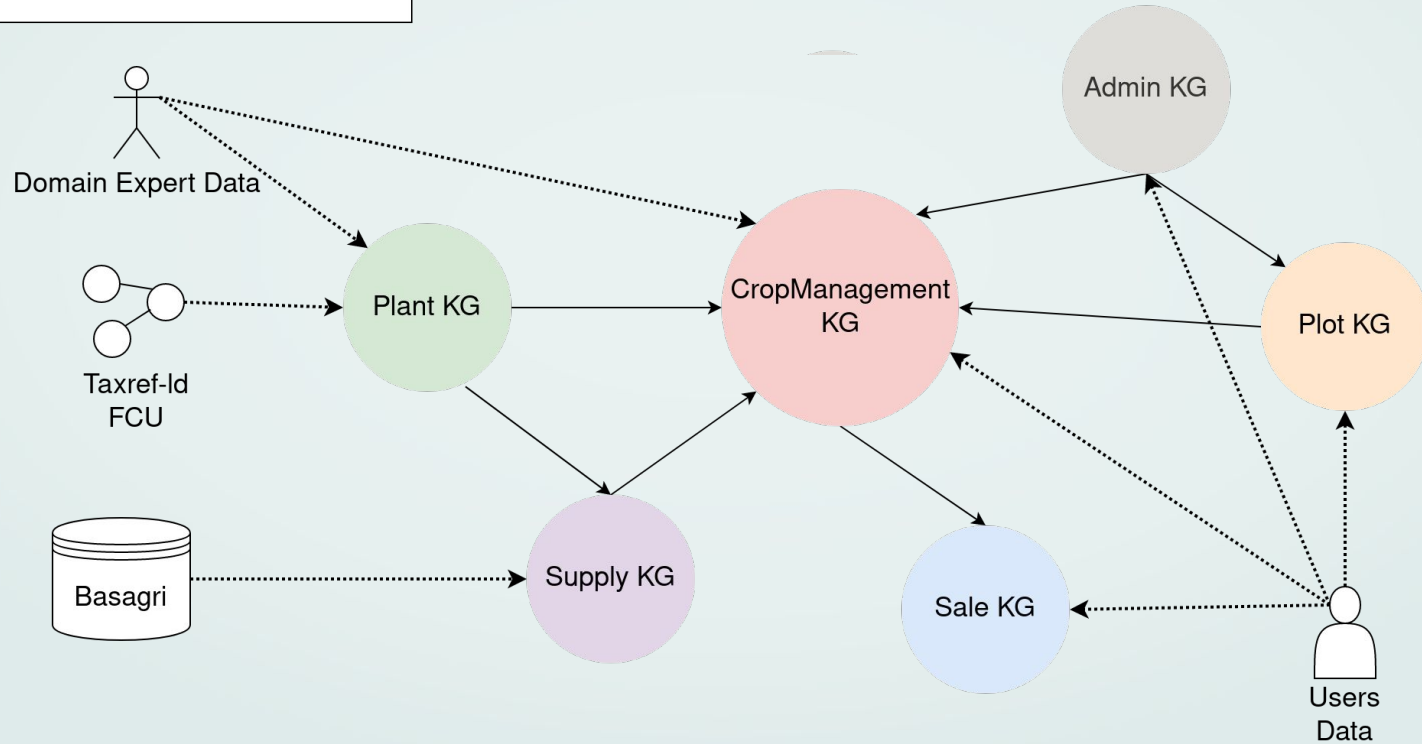 Admin KG
Domain Expert Data
CropManagement
KG
Plant KG
Plot KG
Taxref-Id
FCU
Supply KG
Basagri
Sale KG
Users
Data